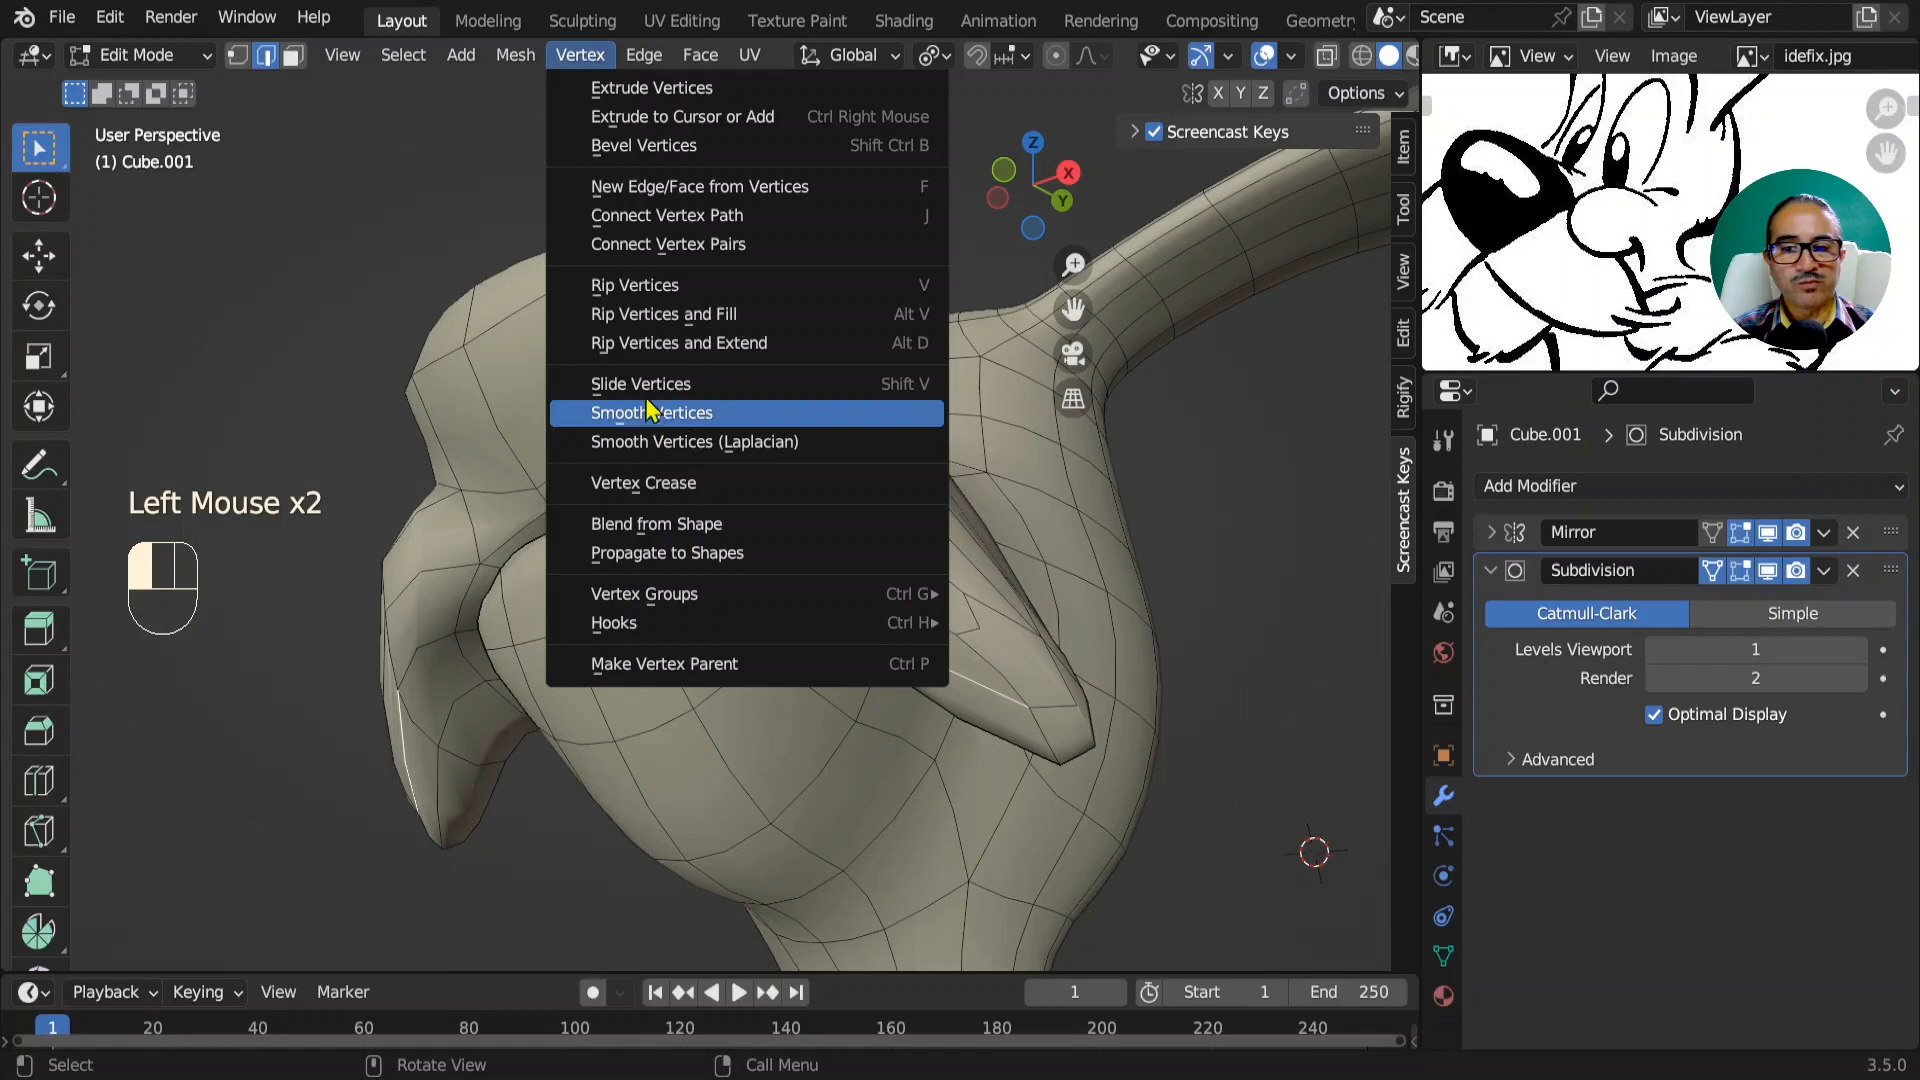 File Edit Render Window Help Layout Modeling Sculpting UV Editing Texture Paint Shading Animation Rendering Compositing Geometry Scene ViewLayer
Edit Mode View Select Add Mesh Vertex Edge Face UV Global View View Image idefix.jpg
X Y Z Options
User Perspective
(1) Cube.001
Screencast Keys
Z
X
Y
Extrude Vertices
Extrude to Cursor or Add Ctrl Right Mouse
Bevel Vertices Shift Ctrl B
New Edge/Face from Vertices F
Connect Vertex Path J
Connect Vertex Pairs
Rip Vertices V
Rip Vertices and Fill Alt V
Rip Vertices and Extend Alt D
Slide Vertices Shift V
Smooth Vertices
Smooth Vertices (Laplacian)
Vertex Crease
Blend from Shape
Propagate to Shapes
Vertex Groups Ctrl G
Hooks Ctrl H
Make Vertex Parent Ctrl P
Left Mouse x2
Item
Tool
View
Edit
Rigify
Screencast Keys
Cube.001 Subdivision
Add Modifier
Mirror
Subdivision
Catmull-Clark Simple
Levels Viewport 1
Render 2
Optimal Display
Advanced
Playback Keying View Marker 1 Start 1 End 250
1 20 40 60 80 100 120 140 160 180 200 220 240
Select Rotate View Call Menu 3.5.0